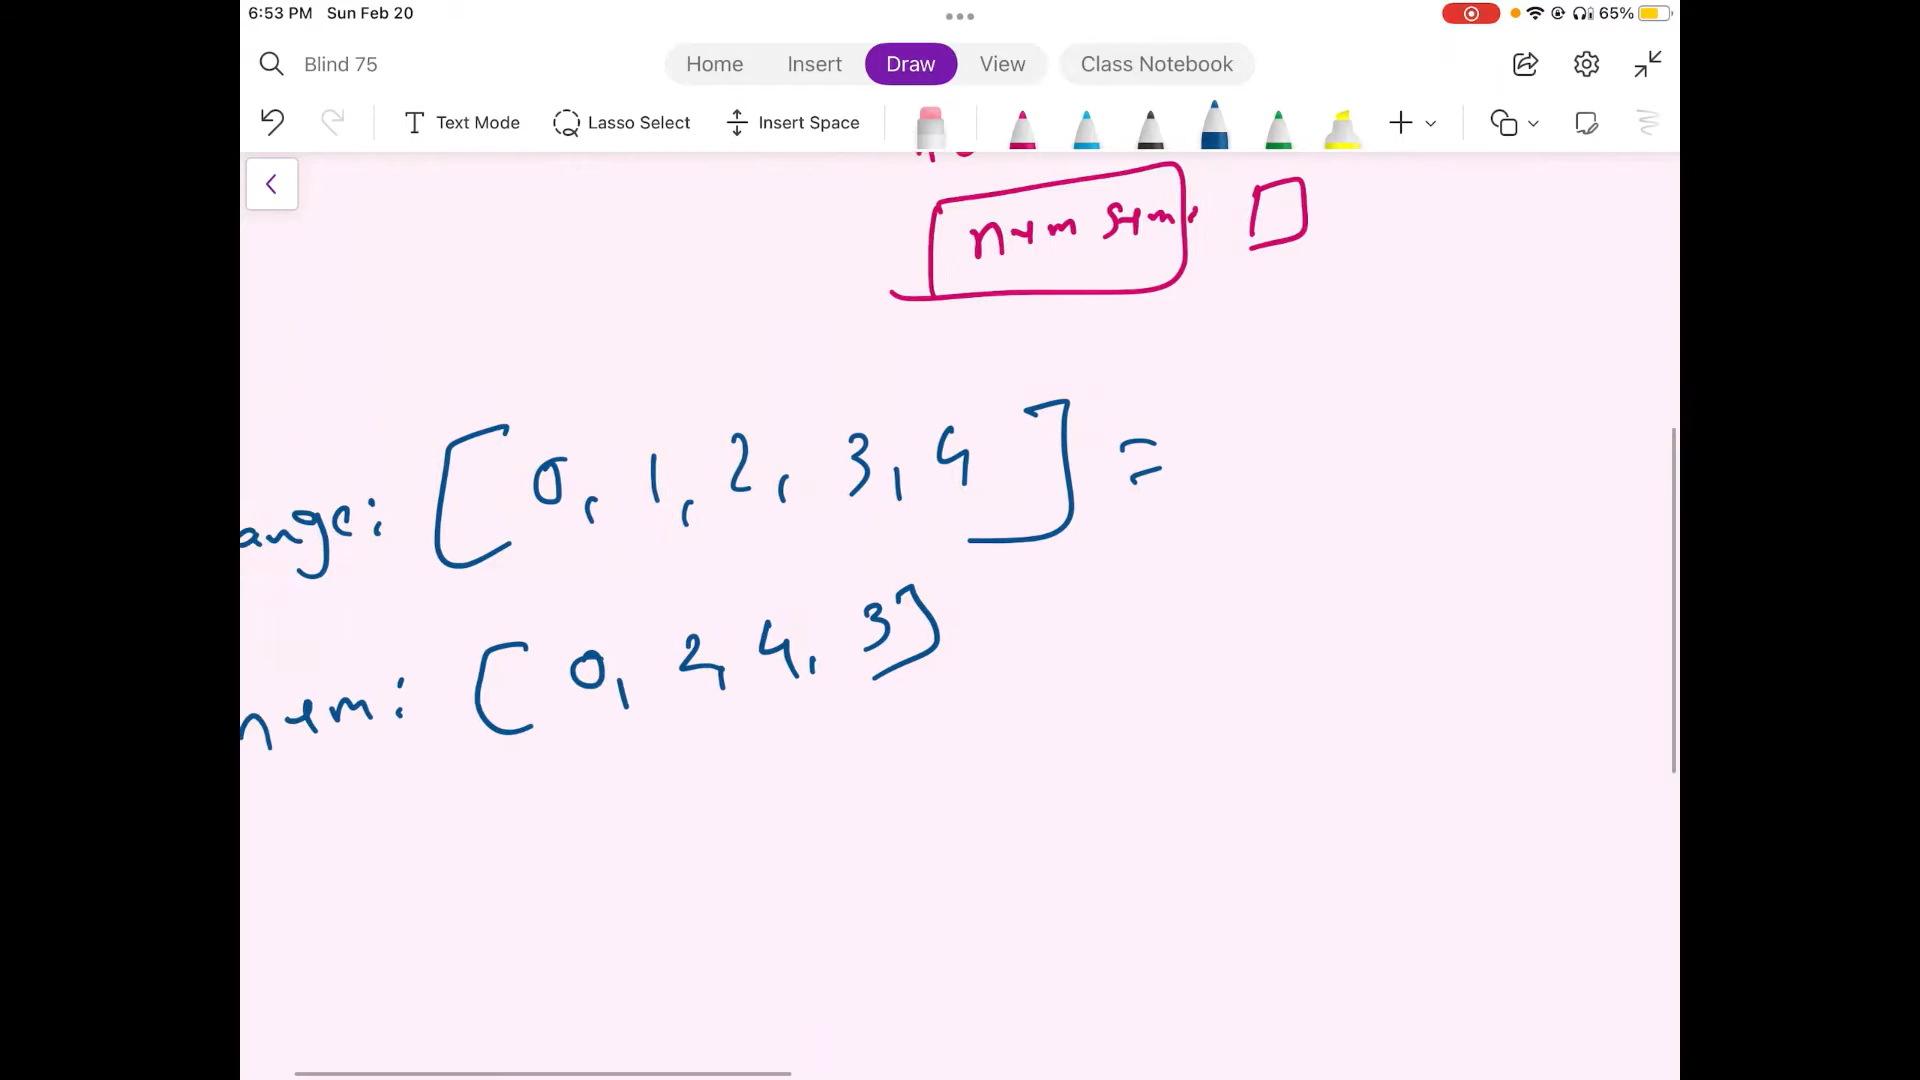 6:53 PM Sun Feb 20 65%
Blind 75 Home Insert Draw View Class Notebook
Text Mode Lasso Select Insert Space
num sum:
ange: [0, 1, 2, 3, 4] =
num: [0, 2, 4, 3]